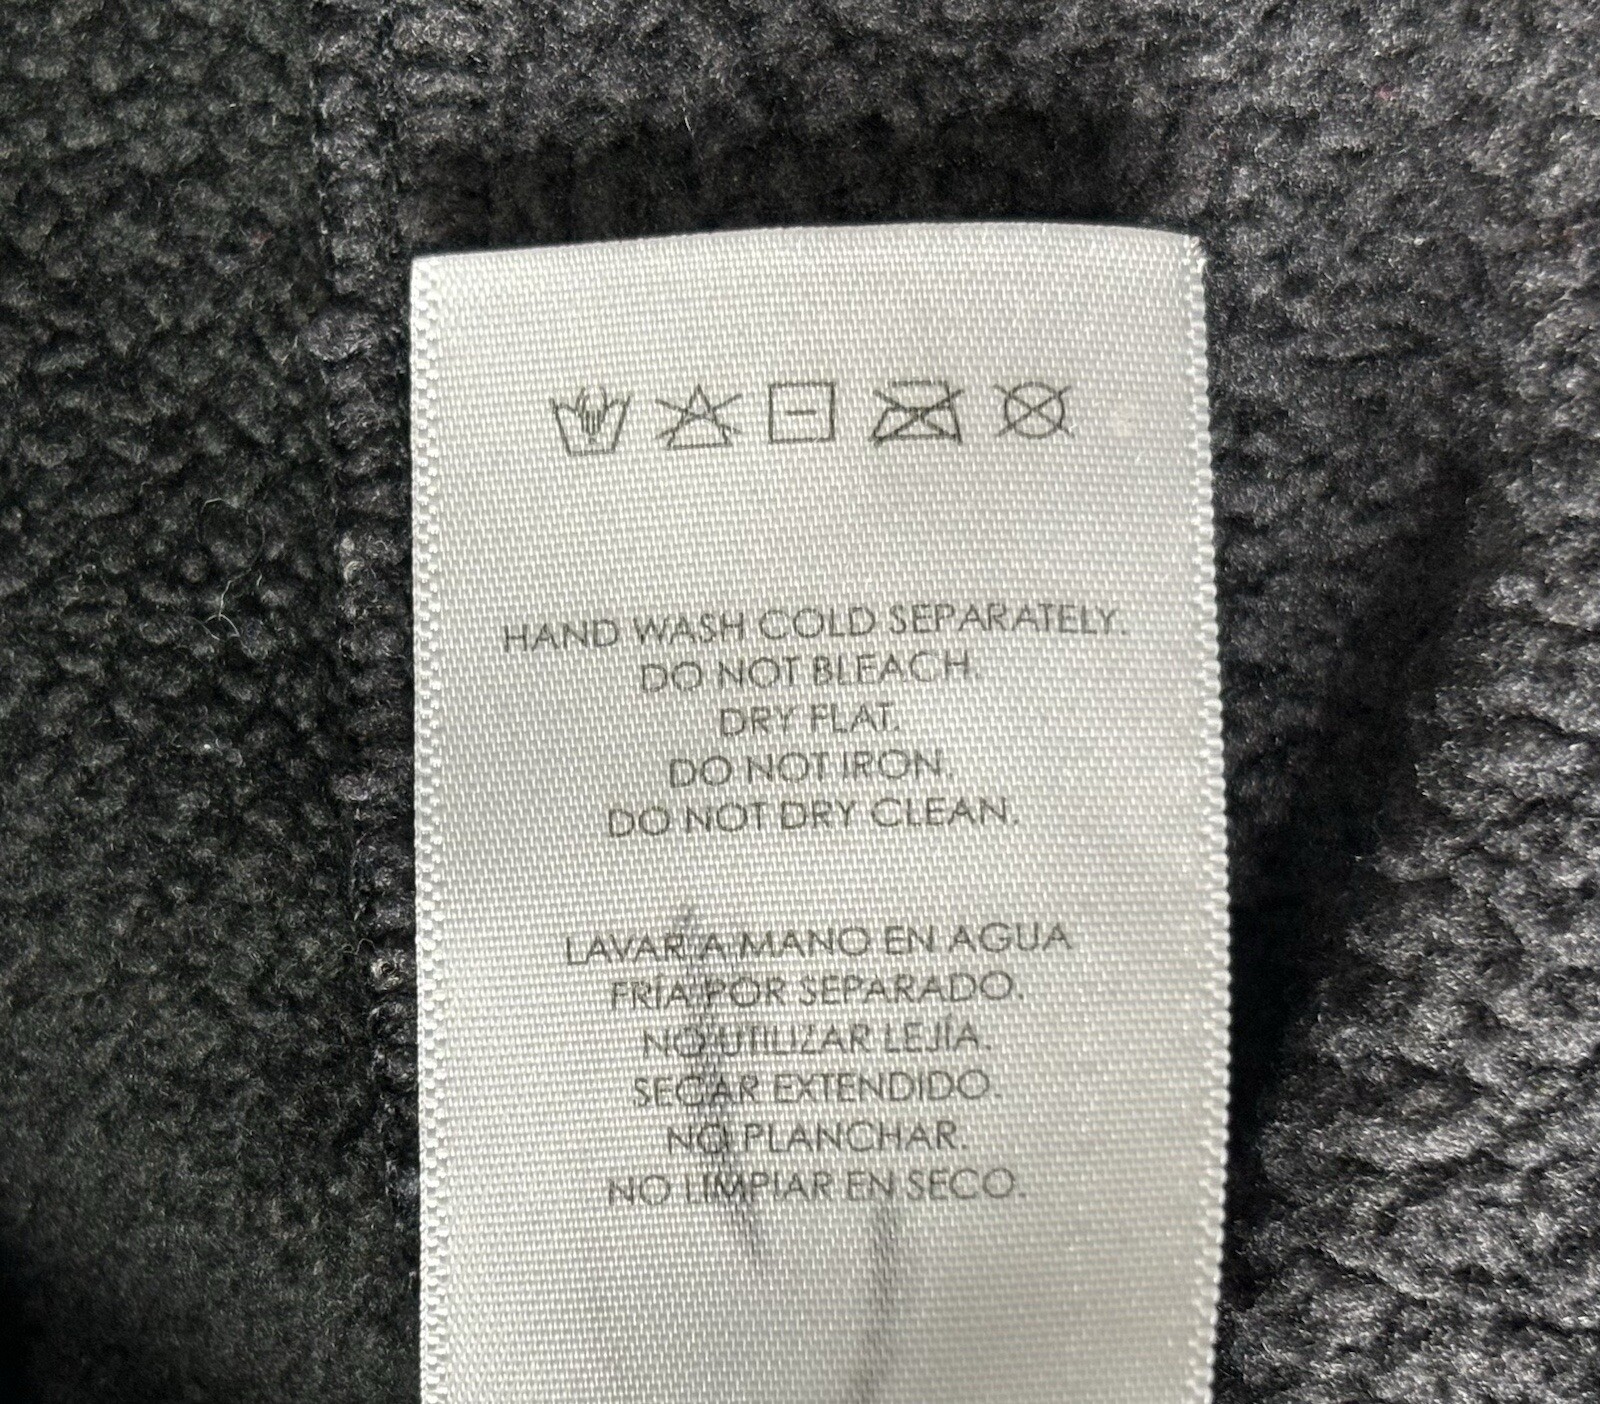 HAND WASH COLD SEPARATELY.
DO NOT BLEACH.
DRY FLAT.
DO NOT IRON.
DO NOT DRY CLEAN.
LAVAR A MANO EN AGUA
FRÍA POR SEPARADO.
NO UTILIZAR LEJÍA.
SECAR EXTENDIDO.
NO PLANCHAR.
NO LIMPIAR EN SECO.